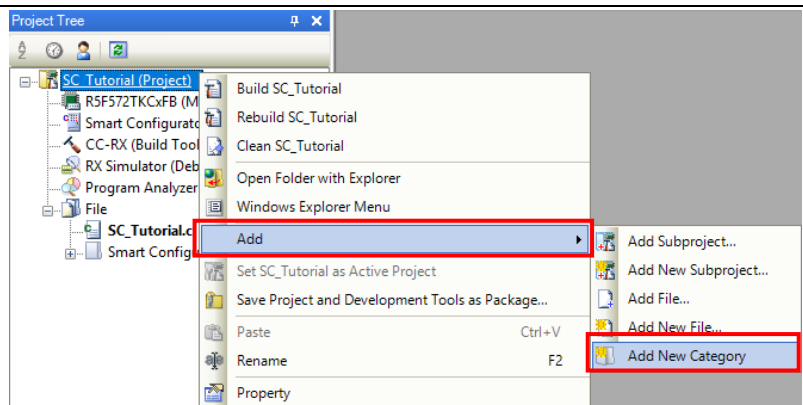 Project Tree
SC_Tutorial (Project)
R5F572TKCxFB (M
Smart Configurato
CC-RX (Build Tool
RX Simulator (Deb
Program Analyzer
File
SC_Tutorial.c
Smart Config
Build SC_Tutorial
Rebuild SC_Tutorial
Clean SC_Tutorial
Open Folder with Explorer
Windows Explorer Menu
Add
Set SC_Tutorial as Active Project
Save Project and Development Tools as Package...
Paste Ctrl+V
Rename F2
Property
Add Subproject...
Add New Subproject...
Add File...
Add New File...
Add New Category